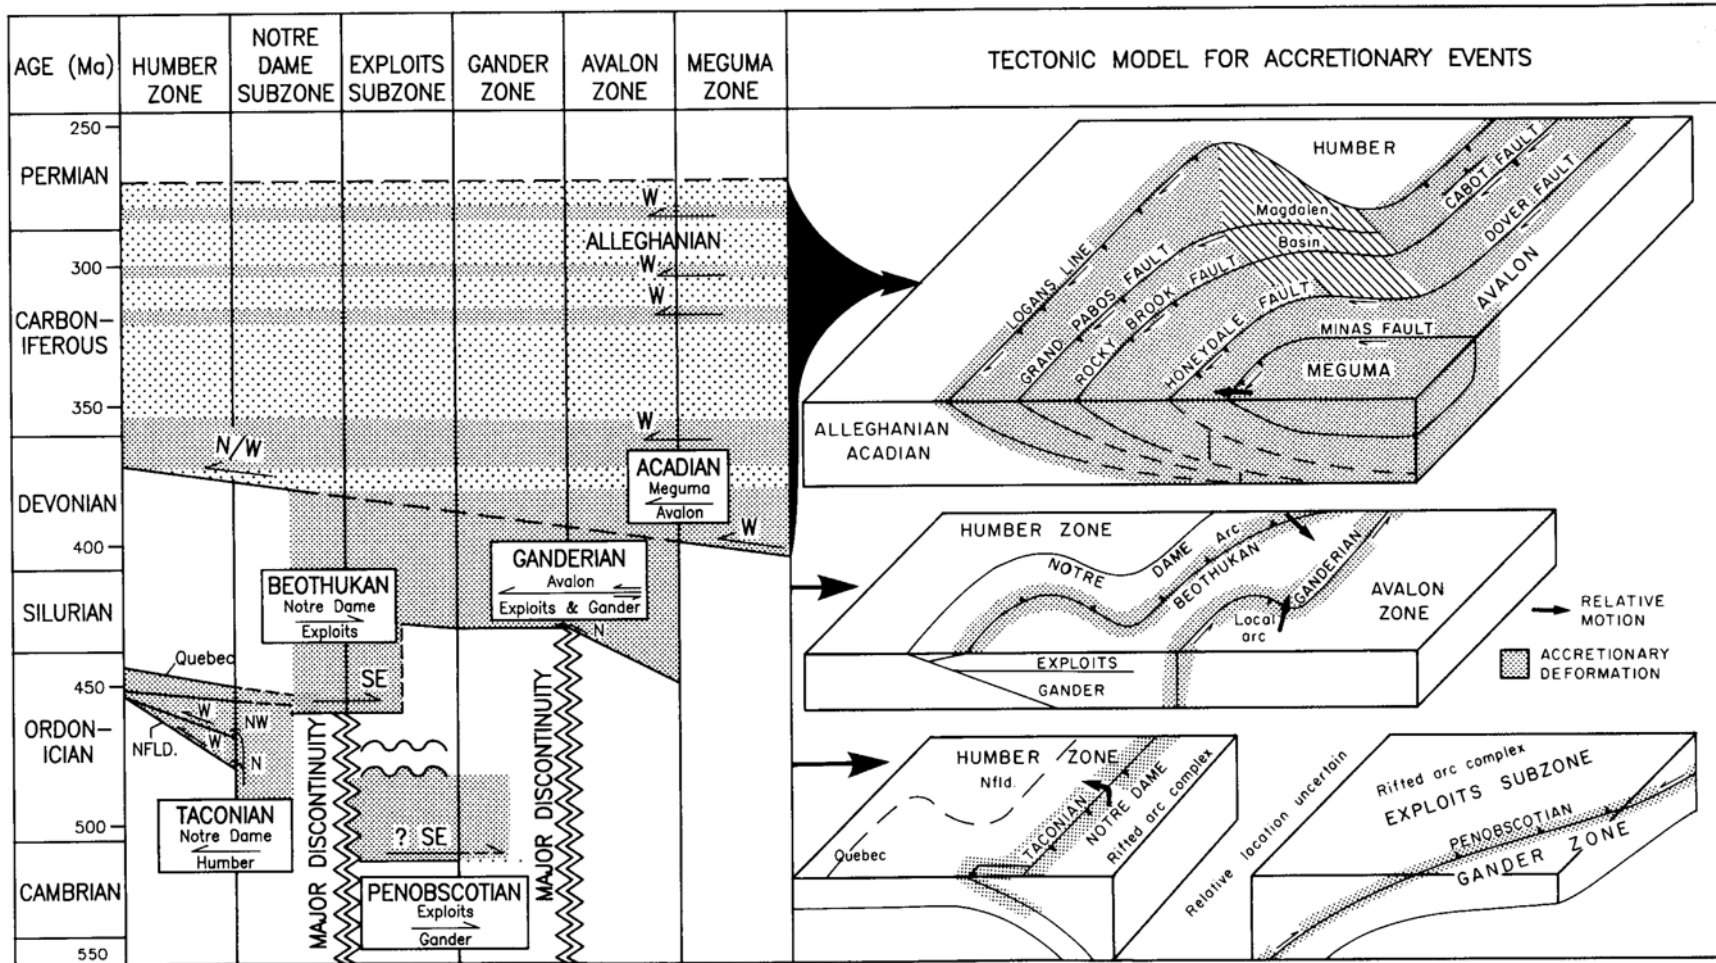 AGE (Ma)
HUMBER
ZONE
NOTRE
DAME
SUBZONE
EXPLOITS
SUBZONE
GANDER
ZONE
AVALON
ZONE
MEGUMA
ZONE
TECTONIC MODEL FOR ACCRETIONARY EVENTS
250
PERMIAN
300
CARBON–
IFEROUS
350
DEVONIAN
400
SILURIAN
450
ORDON–
ICIAN
500
CAMBRIAN
550
W
ALLEGHANIAN
W
W
W
N/W
ACADIAN
Meguma
Avalon
W
GANDERIAN
Avalon
Exploits & Gander
N
BEOTHUKAN
Notre Dame
Exploits
SE
Quebec
W
NW
W
N
NFLD.
TACONIAN
Notre Dame
Humber
MAJOR DISCONTINUITY
? SE
PENOBSCOTIAN
Exploits
Gander
MAJOR DISCONTINUITY
HUMBER
CABOT FAULT
DOVER FAULT
Magdalen
Basin
LOGANS LINE
GRAND PABOS FAULT
ROCKY BROOK FAULT
HONEYDALE FAULT
AVALON
MINAS FAULT
MEGUMA
ALLEGHANIAN
ACADIAN
HUMBER ZONE
NOTRE DAME Arc
BEOTHUKAN
GANDERIAN
Local
arc
AVALON
ZONE
EXPLOITS
GANDER
RELATIVE
MOTION
ACCRETIONARY
DEFORMATION
HUMBER ZONE
Nfld.
Quebec
TACONIAN
NOTRE DAME
Rifted arc complex
Relative location uncertain
Rifted arc complex
EXPLOITS SUBZONE
PENOBSCOTIAN
GANDER ZONE